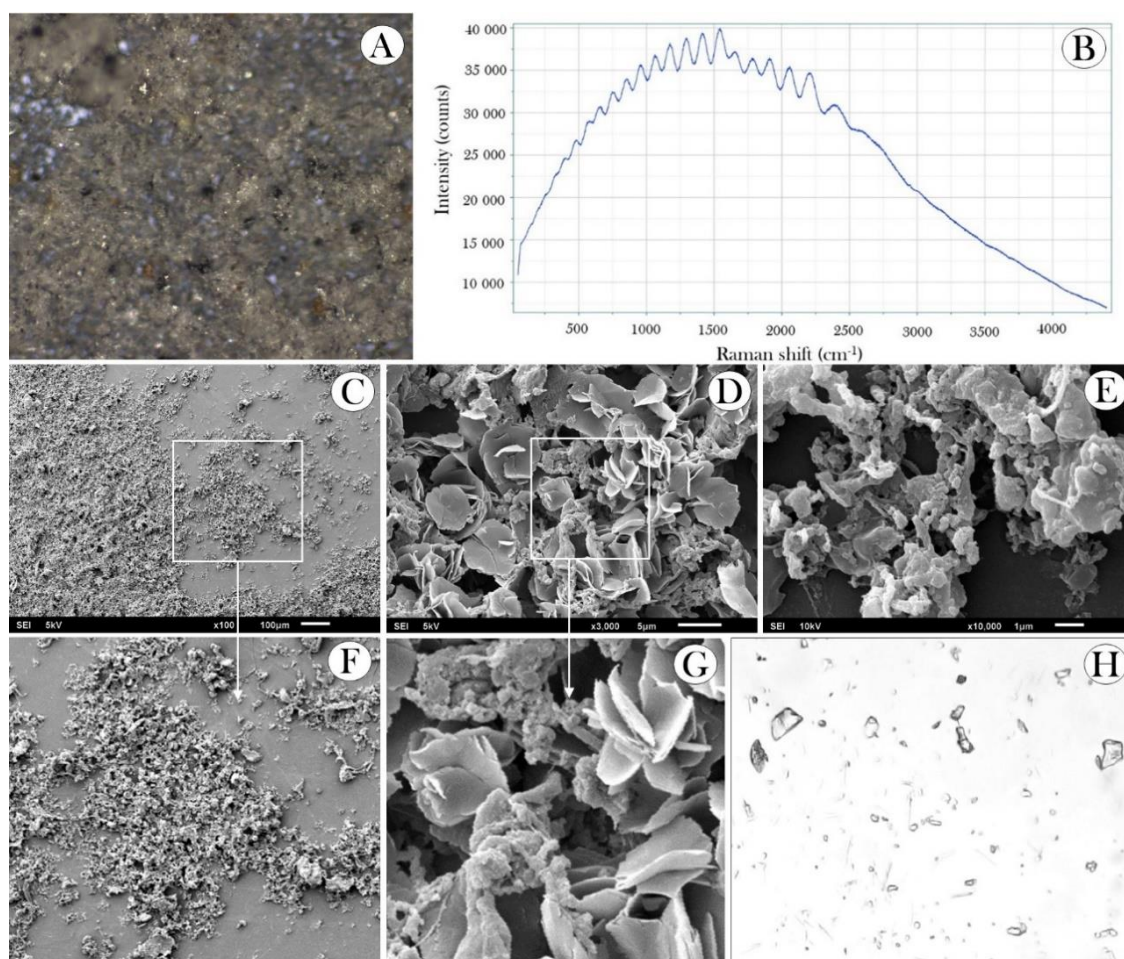 A
B
Intensity (counts)
40 000
35 000
30 000
25 000
20 000
15 000
10 000
500
1000
1500
2000
2500
3000
3500
4000
Raman shift (cm⁻¹)
C
SEI 5kV x100 100µm
D
SEI 5kV x3,000 5µm
E
SEI 10kV x10,000 1µm
F
G
H